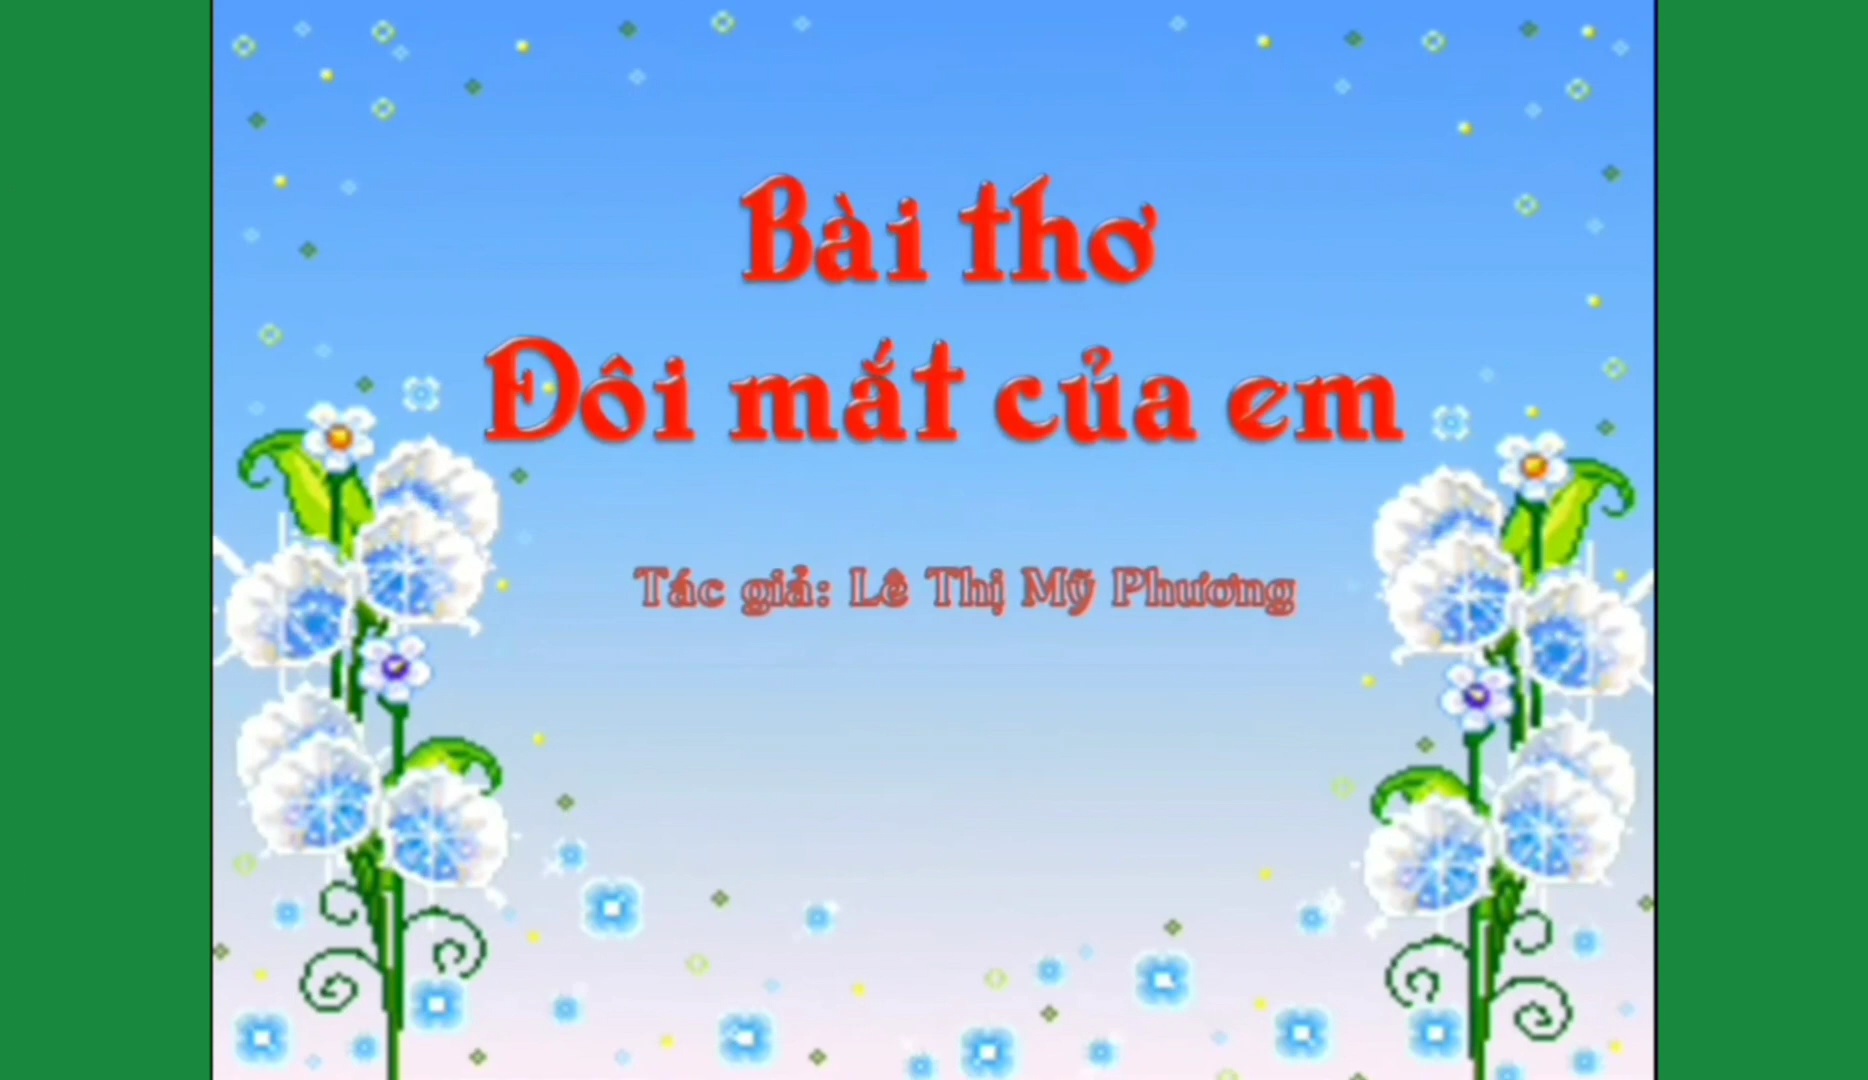 Bài thơ
Đôi mắt của em
Tác giả: Lê Thị Mỹ Phương